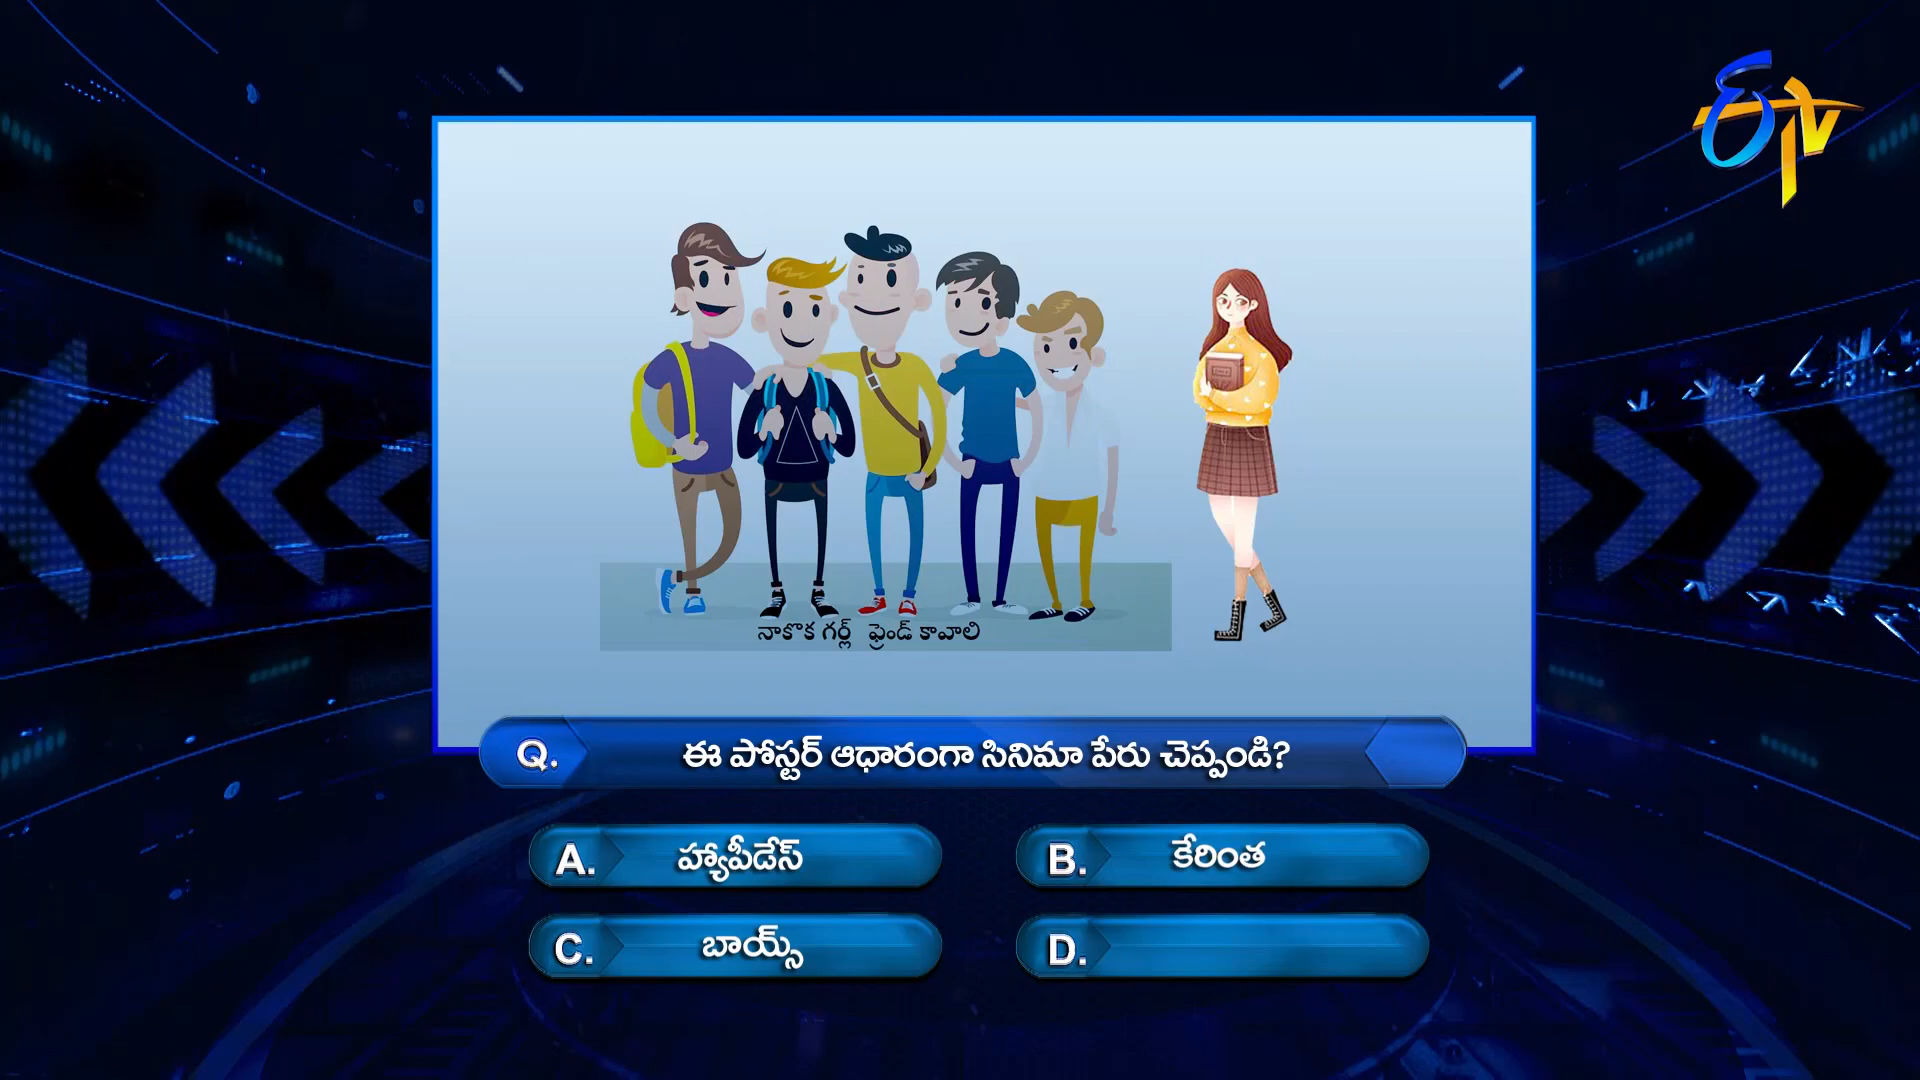 ETV
నాకొక గర్ల్ ఫ్రెండ్ కావాలి
Q. ఈ పోస్టర్ ఆధారంగా సినిమా పేరు చెప్పండి?
A. హ్యాపీడేస్
B. కేరింత
C. బాయ్స్
D.